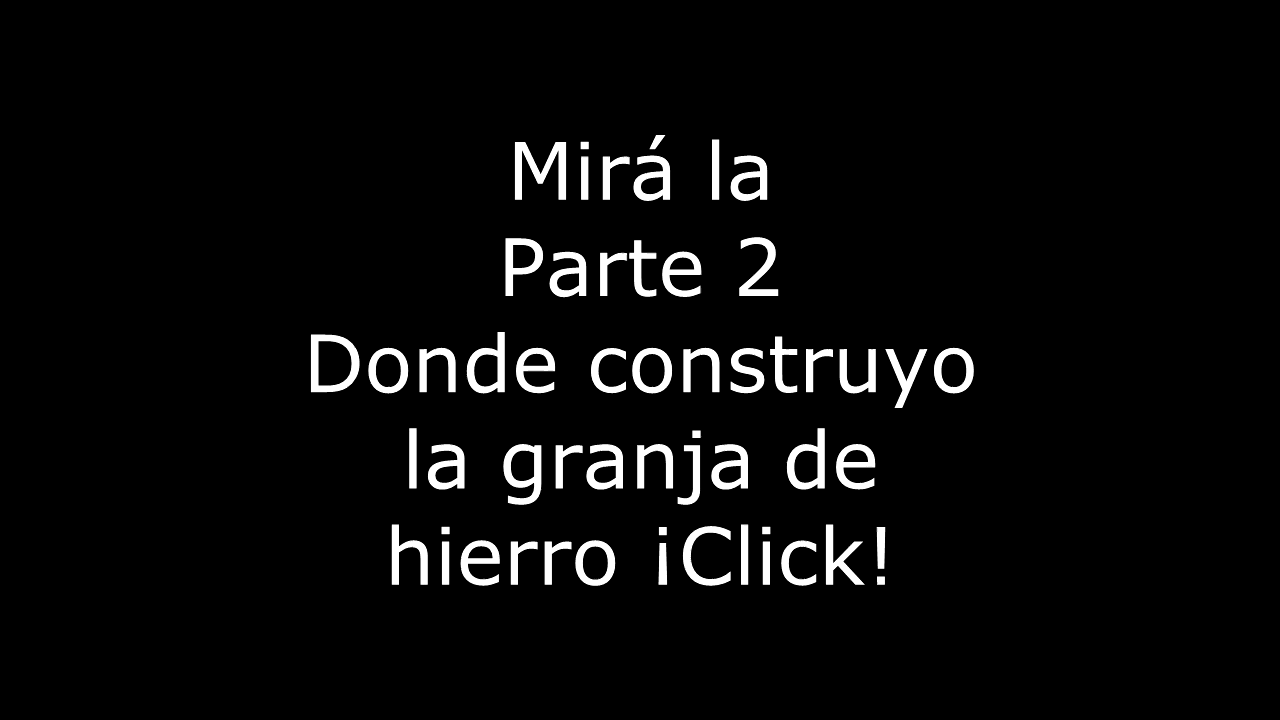 Mirá la
Parte 2
Donde construyo
la granja de
hierro ¡Click!